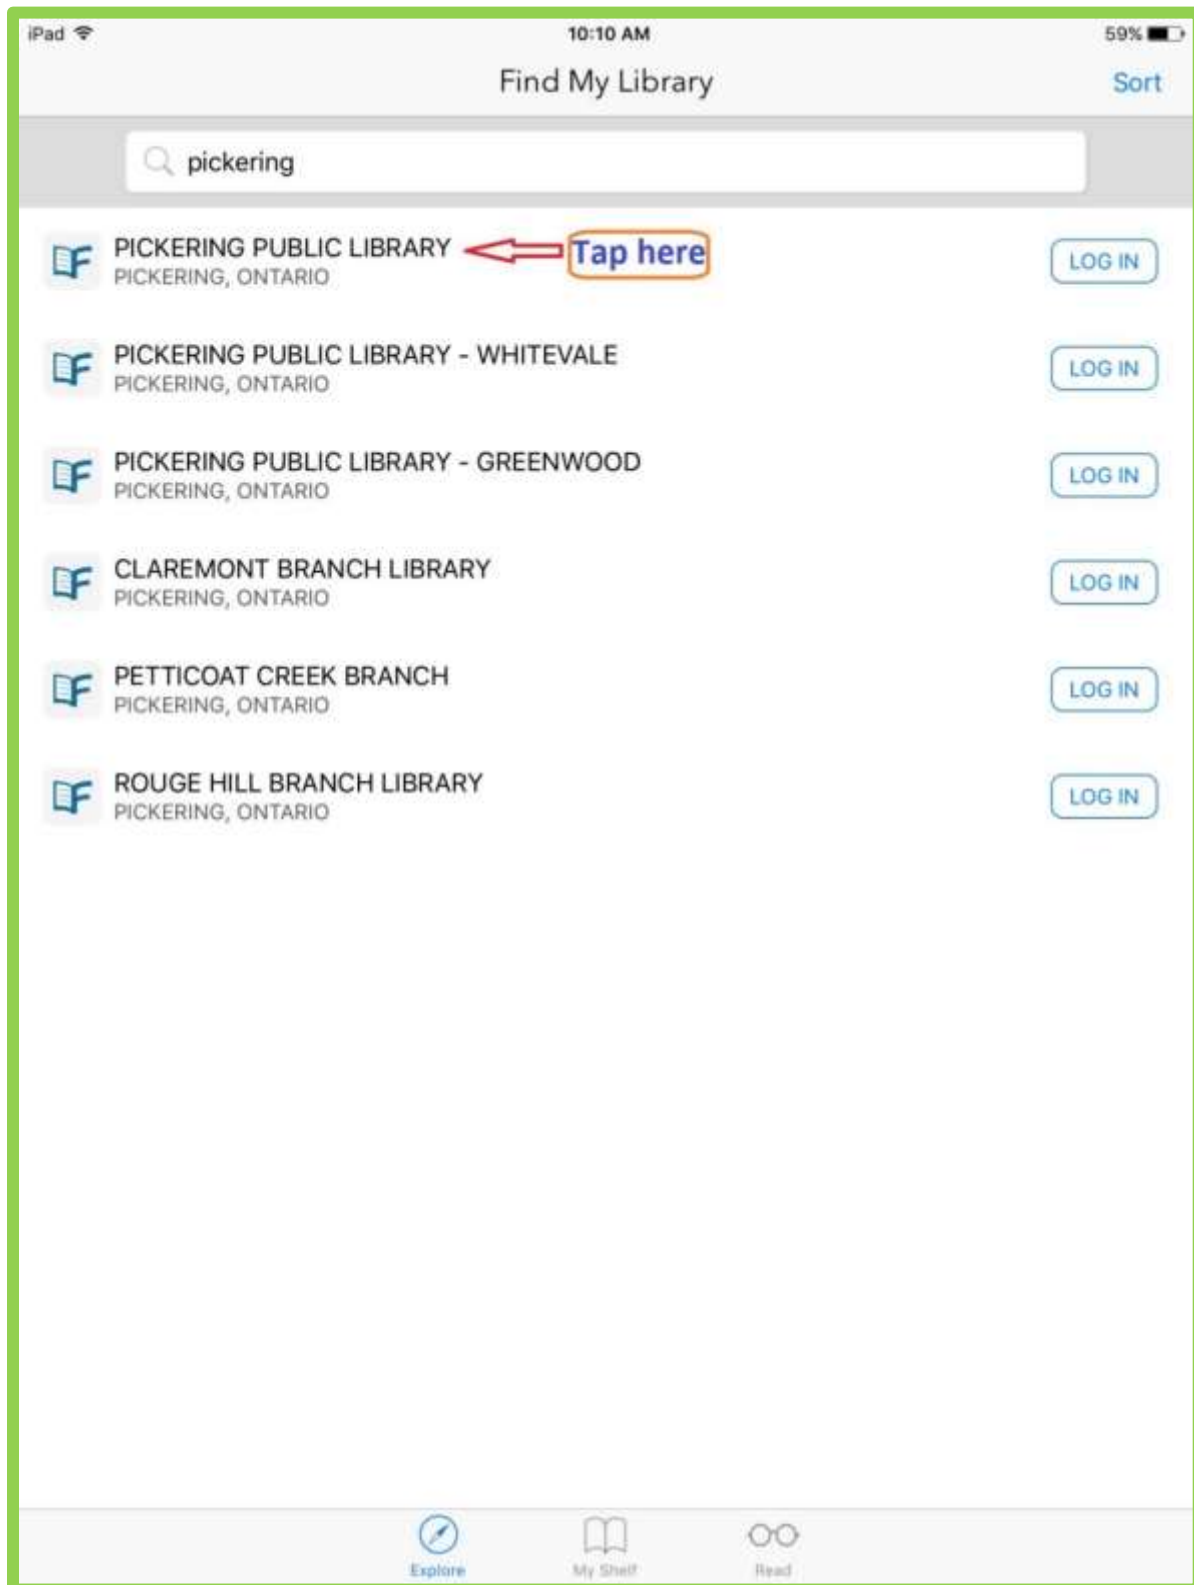 iPad 10:10 AM 59%
Find My Library Sort
pickering
PICKERING PUBLIC LIBRARY Tap here LOG IN
PICKERING, ONTARIO
PICKERING PUBLIC LIBRARY - WHITEVALE LOG IN
PICKERING, ONTARIO
PICKERING PUBLIC LIBRARY - GREENWOOD LOG IN
PICKERING, ONTARIO
CLAREMONT BRANCH LIBRARY LOG IN
PICKERING, ONTARIO
PETTICOAT CREEK BRANCH LOG IN
PICKERING, ONTARIO
ROUGE HILL BRANCH LIBRARY LOG IN
PICKERING, ONTARIO
Explore My Shelf Read